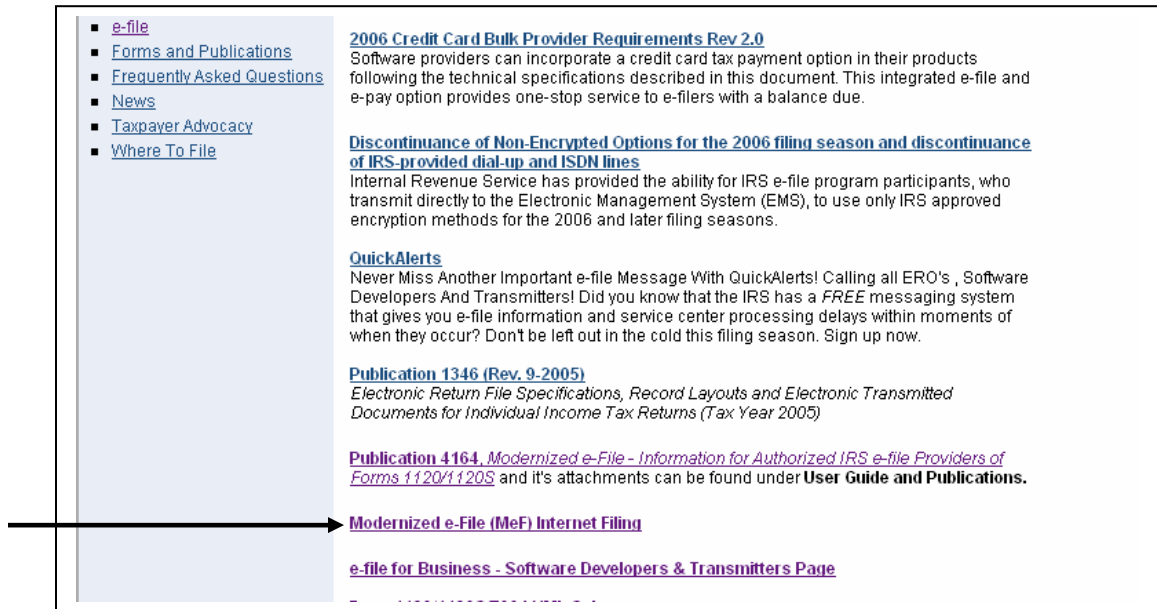 e-file
Forms and Publications
Frequently Asked Questions
News
Taxpayer Advocacy
Where To File
2006 Credit Card Bulk Provider Requirements Rev 2.0
Software providers can incorporate a credit card tax payment option in their products
following the technical specifications described in this document. This integrated e-file and
e-pay option provides one-stop service to e-filers with a balance due.
Discontinuance of Non-Encrypted Options for the 2006 filing season and discontinuance
of IRS-provided dial-up and ISDN lines
Internal Revenue Service has provided the ability for IRS e-file program participants, who
transmit directly to the Electronic Management System (EMS), to use only IRS approved
encryption methods for the 2006 and later filing seasons.
QuickAlerts
Never Miss Another Important e-file Message With QuickAlerts! Calling all ERO's , Software
Developers And Transmitters! Did you know that the IRS has a FREE messaging system
that gives you e-file information and service center processing delays within moments of
when they occur? Don't be left out in the cold this filing season. Sign up now.
Publication 1346 (Rev. 9-2005)
Electronic Return File Specifications, Record Layouts and Electronic Transmitted
Documents for Individual Income Tax Returns (Tax Year 2005)
Publication 4164, Modernized e-File - Information for Authorized IRS e-file Providers of
Forms 1120/1120S and it's attachments can be found under User Guide and Publications.
Modernized e-File (MeF) Internet Filing
e-file for Business - Software Developers & Transmitters Page